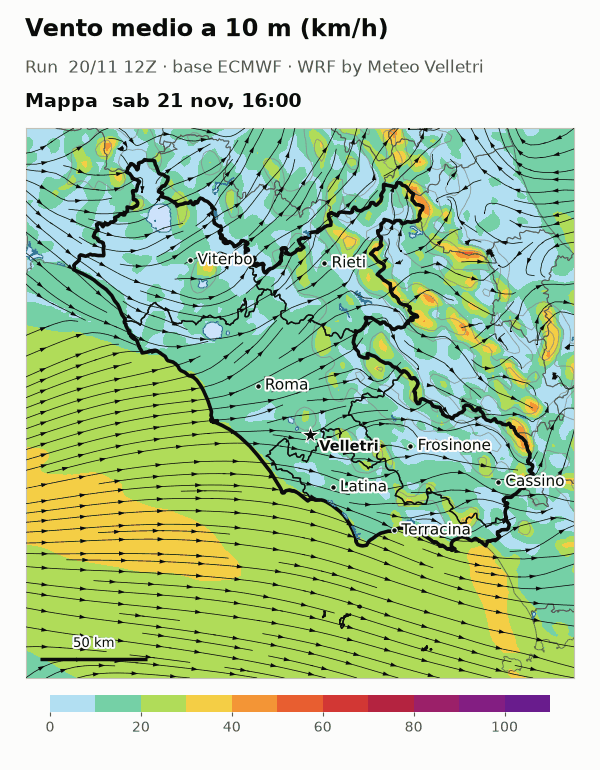 Vento medio a 10 m (km/h)
Run  20/11 12Z · base ECMWF · WRF by Meteo Velletri
Mappa  sab 21 nov, 16:00
Viterbo
Rieti
Roma
Velletri
Frosinone
Cassino
Latina
Terracina
50 km
0 20 40 60 80 100